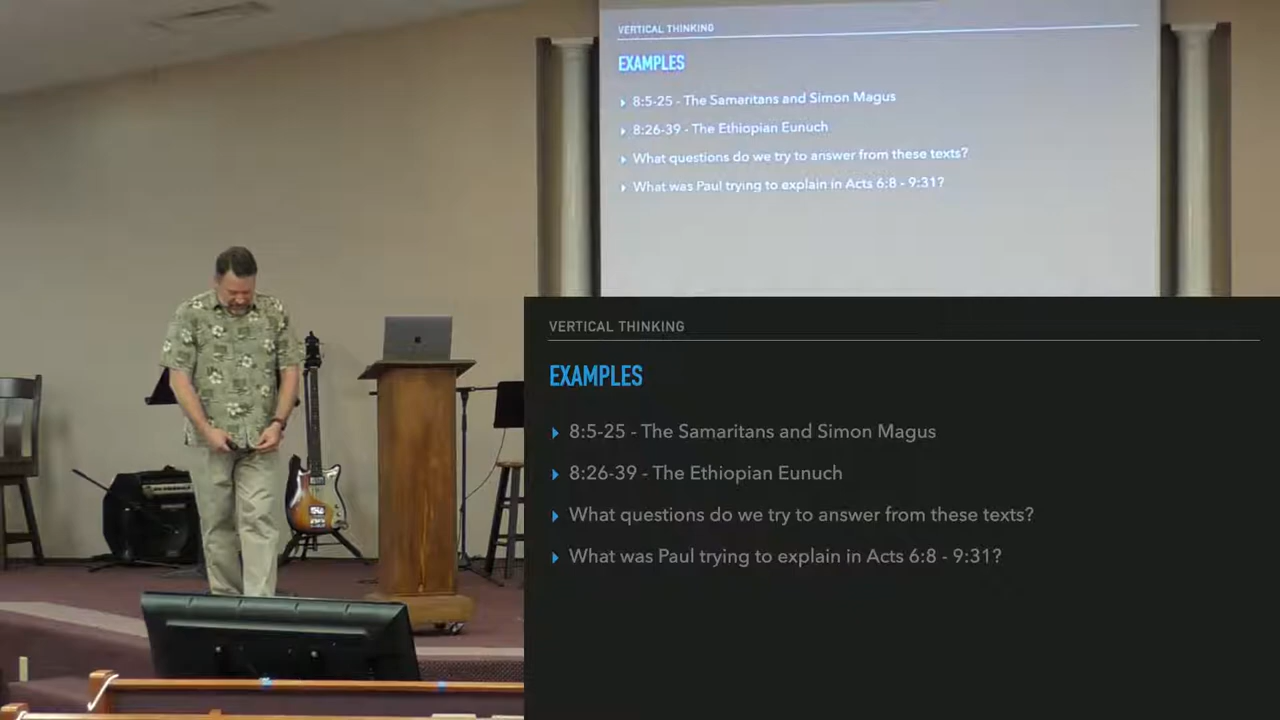 VERTICAL THINKING
EXAMPLES
8:5-25 - The Samaritans and Simon Magus
8:26-39 - The Ethiopian Eunuch
What questions do we try to answer from these texts?
What was Paul trying to explain in Acts 6:8 - 9:31?
VERTICAL THINKING
EXAMPLES
8:5-25 - The Samaritans and Simon Magus
8:26-39 - The Ethiopian Eunuch
What questions do we try to answer from these texts?
What was Paul trying to explain in Acts 6:8 - 9:31?